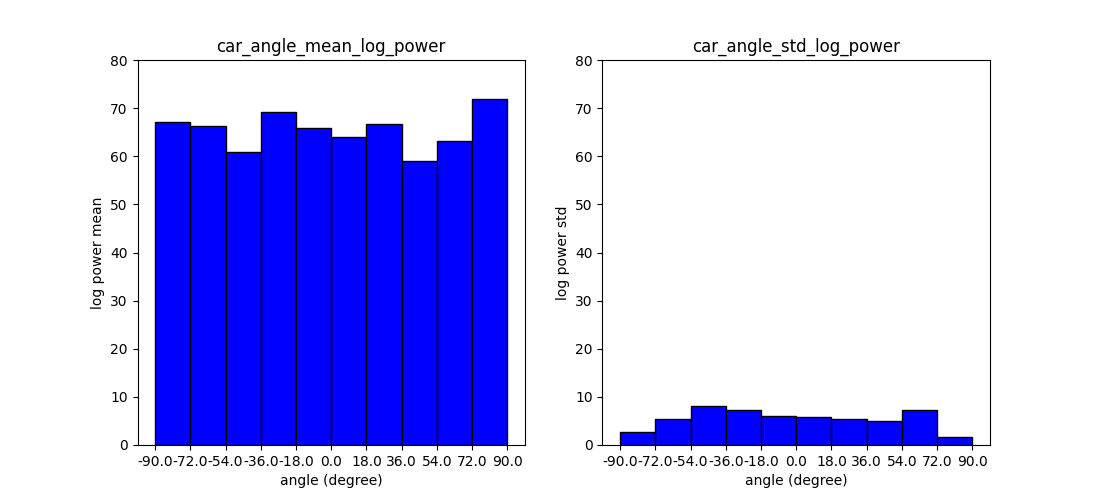 car_angle_mean_log_power
80
70
60
50
40
30
20
10
0
log power mean
-90.0 -72.0 -54.0 -36.0 -18.0 0.0 18.0 36.0 54.0 72.0 90.0
angle (degree)
car_angle_std_log_power
80
70
60
50
40
30
20
10
0
log power std
-90.0 -72.0 -54.0 -36.0 -18.0 0.0 18.0 36.0 54.0 72.0 90.0
angle (degree)